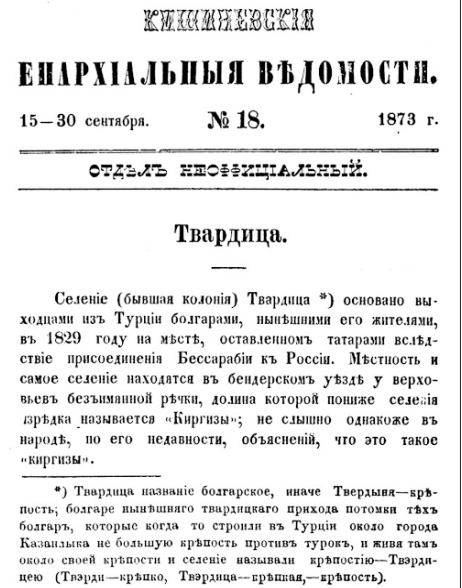 КИШИНЕВСКІЯ
ЕПАРХІАЛЬНЫЯ ВѢДОМОСТИ.
15—30 сентября. № 18. 1873 г.
ОТДѢЛЪ НЕОФФИЦІАЛЬНЫЙ.
Твардица.
Селеніе (бывшая колонія) Твардица *) основано вы-
ходцами изъ Турціи болгарами, нынѣшними его жителями,
въ 1829 году на мѣстѣ, оставленномъ татарами вслѣд-
ствіе присоединенія Бессарабіи къ Россіи. Мѣстность и
самое селеніе находятся въ бендерскомъ уѣздѣ у верхо-
вьевъ безъимянной рѣчки, долина которой пониже селенія
изрѣдка называется «Киргизы»; не слышно однакоже въ
народѣ, по его недавности, объясненій, что это такое
«киргизы».
*) Твардица названіе болгарское, иначе Твердыня—крѣ-
пость; болгаре нынѣшняго твардицкаго прихода потомки тѣхъ
болгаръ, которые когда то строили въ Турціи около города
Казанлыка не большую крѣпость противъ турокъ, и живя тамъ
около своей крѣпости и селеніе называли крѣпостію—Твэрди-
цею (Твэрди—крѣпко, Твэрдица—крѣпкая,—крѣпость).